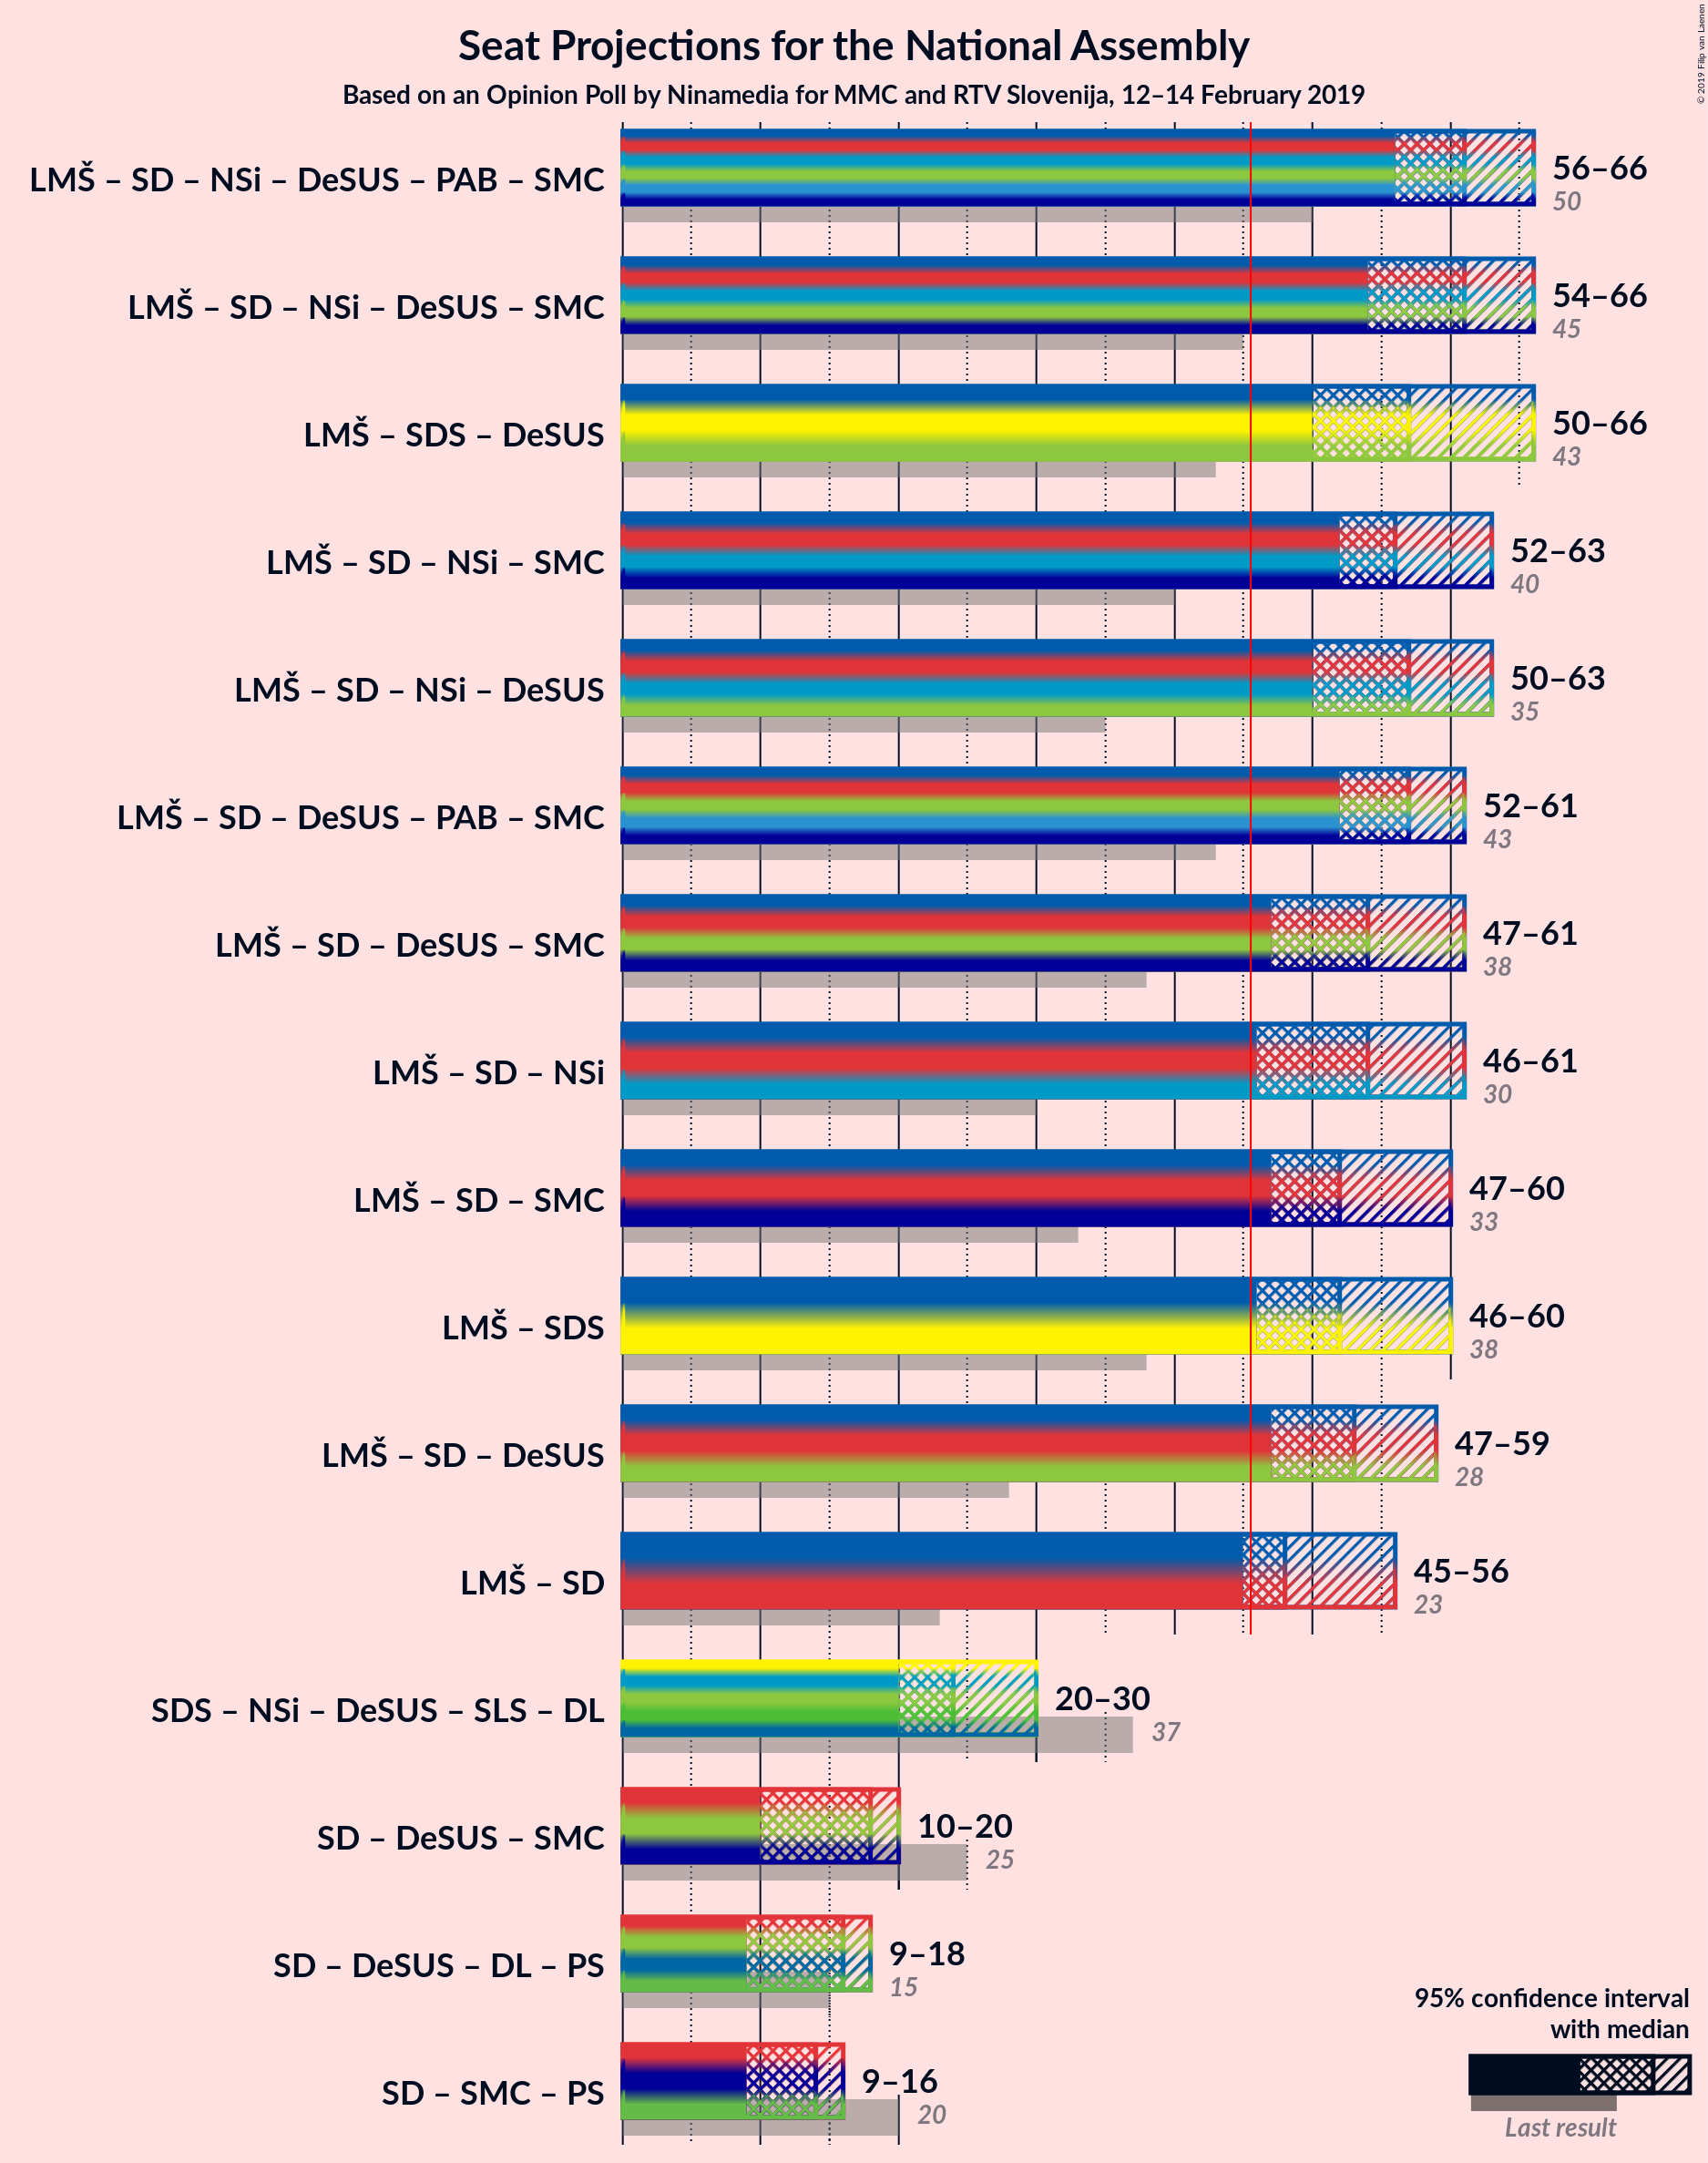 © 2019 Filip van Laenen
Seat Projections for the National Assembly
Based on an Opinion Poll by Ninamedia for MMC and RTV Slovenija, 12–14 February 2019
LMŠ – SD – NSi – DeSUS – PAB – SMC
56–66
50
LMŠ – SD – NSi – DeSUS – SMC
54–66
45
LMŠ – SDS – DeSUS
50–66
43
LMŠ – SD – NSi – SMC
52–63
40
LMŠ – SD – NSi – DeSUS
50–63
35
LMŠ – SD – DeSUS – PAB – SMC
52–61
43
LMŠ – SD – DeSUS – SMC
47–61
38
LMŠ – SD – NSi
46–61
30
LMŠ – SD – SMC
47–60
33
LMŠ – SDS
46–60
38
LMŠ – SD – DeSUS
47–59
28
LMŠ – SD
45–56
23
SDS – NSi – DeSUS – SLS – DL
20–30
37
SD – DeSUS – SMC
10–20
25
SD – DeSUS – DL – PS
9–18
15
SD – SMC – PS
9–16
20
95% confidence interval
with median
Last result